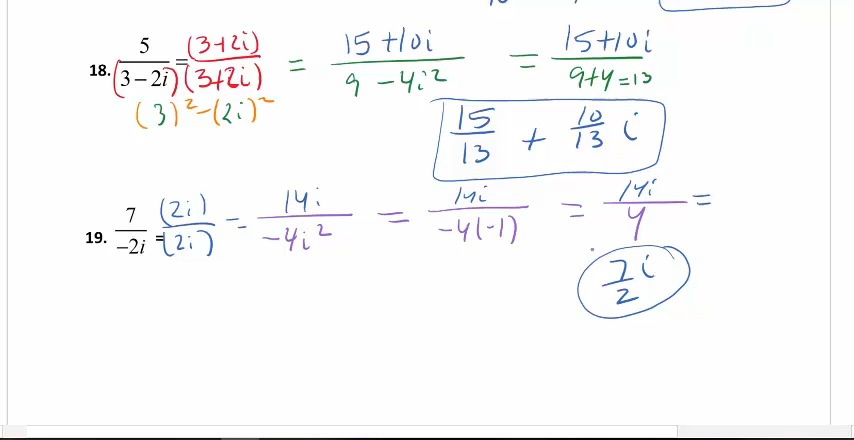 18. 5/(3 − 2i) = (3+2i)/(3+2i) = (15+10i)/(9 − 4i²) = (15+10i)/(9+4=13)
(3)² − (2i)²
15/13 + 10/13 i
19. 7/−2i = (2i)/(2i) = 14i/−4i² = 14i/−4(−1) = 14i/4 =
7i/2